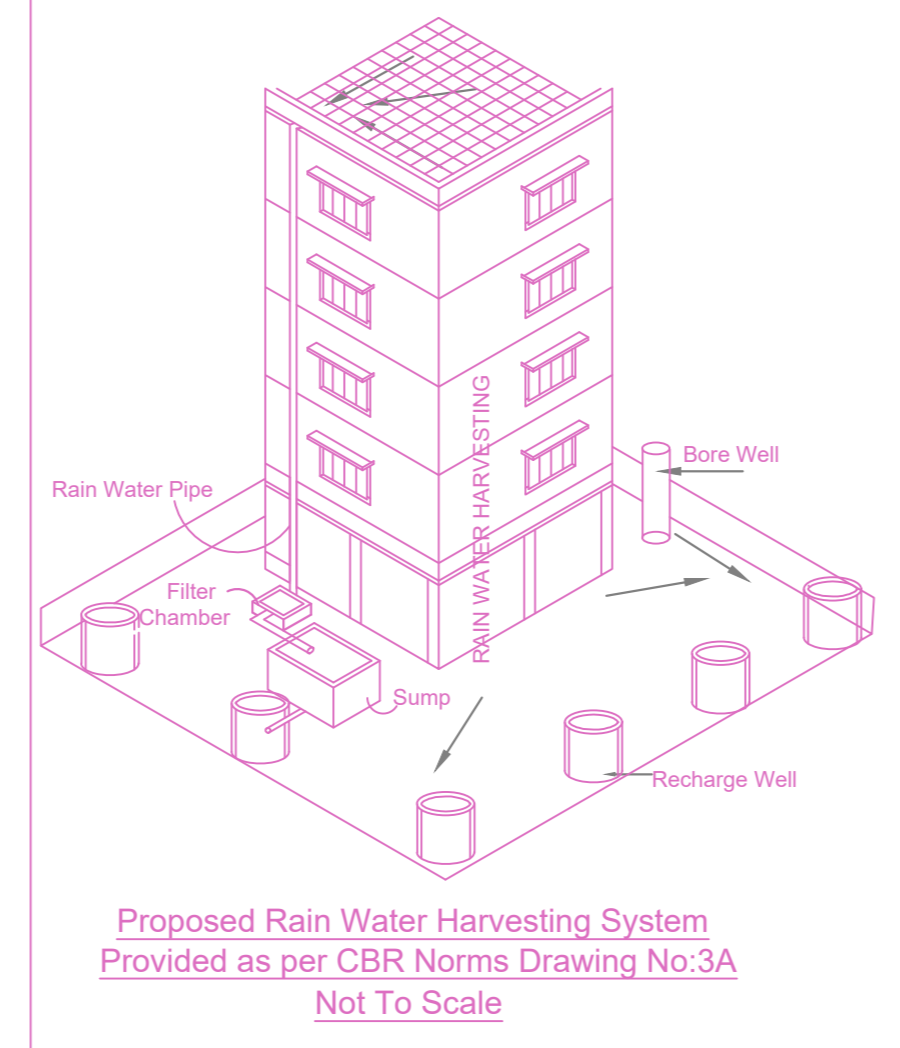 RAIN WATER HARVESTING
Bore Well
Rain Water Pipe
Filter
Chamber
Sump
Recharge Well
Proposed Rain Water Harvesting System
Provided as per CBR Norms Drawing No:3A
Not To Scale